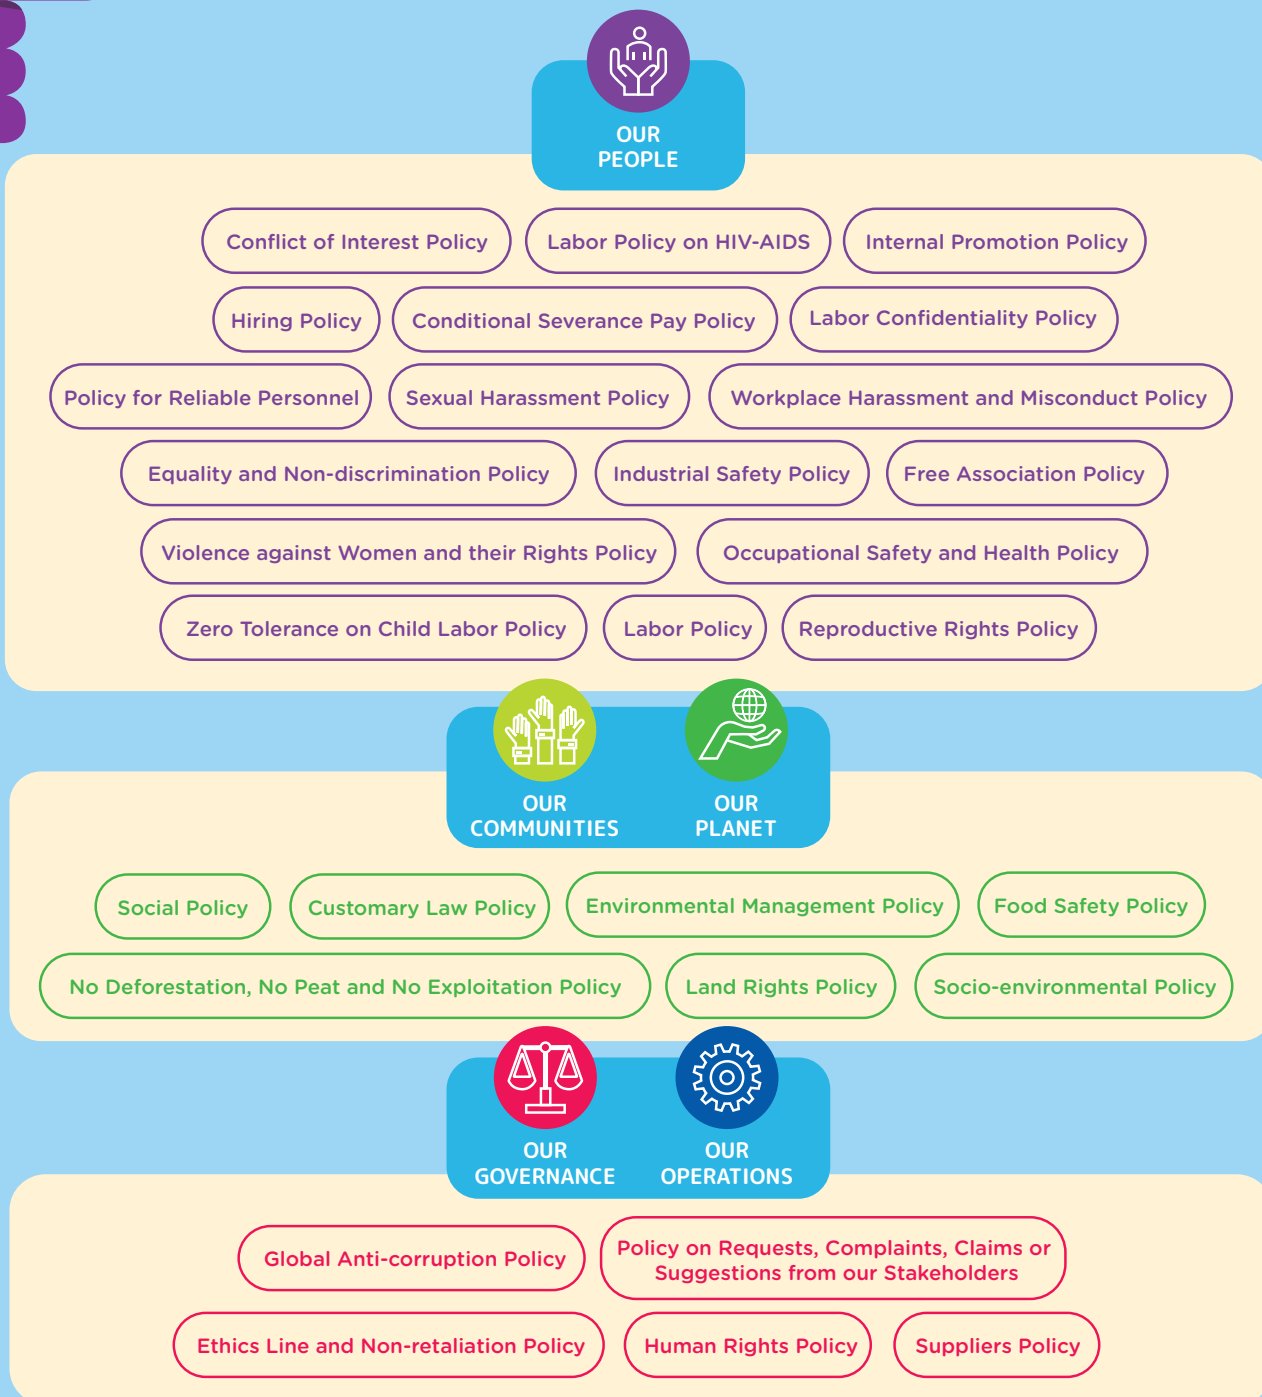 OUR
PEOPLE
Conflict of Interest Policy
Labor Policy on HIV-AIDS
Internal Promotion Policy
Hiring Policy
Conditional Severance Pay Policy
Labor Confidentiality Policy
Policy for Reliable Personnel
Sexual Harassment Policy
Workplace Harassment and Misconduct Policy
Equality and Non-discrimination Policy
Industrial Safety Policy
Free Association Policy
Violence against Women and their Rights Policy
Occupational Safety and Health Policy
Zero Tolerance on Child Labor Policy
Labor Policy
Reproductive Rights Policy
OUR
COMMUNITIES
OUR
PLANET
Social Policy
Customary Law Policy
Environmental Management Policy
Food Safety Policy
No Deforestation, No Peat and No Exploitation Policy
Land Rights Policy
Socio-environmental Policy
OUR
GOVERNANCE
OUR
OPERATIONS
Global Anti-corruption Policy
Policy on Requests, Complaints, Claims or
Suggestions from our Stakeholders
Ethics Line and Non-retaliation Policy
Human Rights Policy
Suppliers Policy